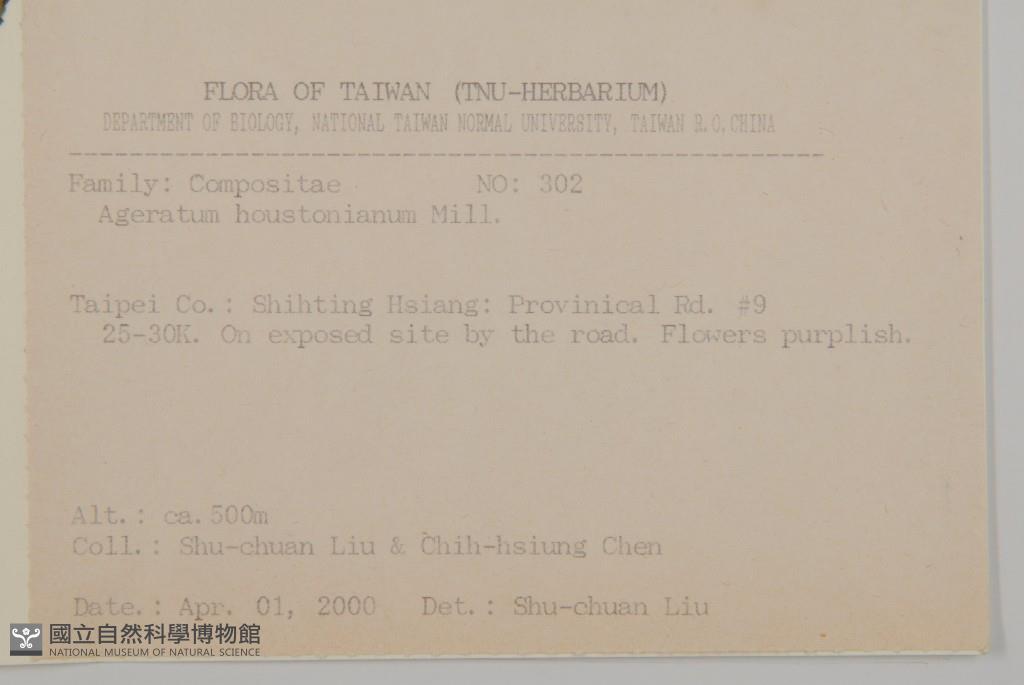 FLORA OF TAIWAN (TNU-HERBARIUM)
DEPARTMENT OF BIOLOGY, NATIONAL TAIWAN NORMAL UNIVERSITY, TAIWAN R.O.CHINA
--------------------------------------------------
Family: Compositae NO: 302
Ageratum houstonianum Mill.
Taipei Co.: Shihting Hsiang: Provinical Rd. #9
25-30K. On exposed site by the road. Flowers purplish.
Alt.: ca.500m
Coll.: Shu-chuan Liu & Chih-hsiung Chen
Date.: Apr. 01, 2000 Det.: Shu-chuan Liu
國立自然科學博物館
NATIONAL MUSEUM OF NATURAL SCIENCE